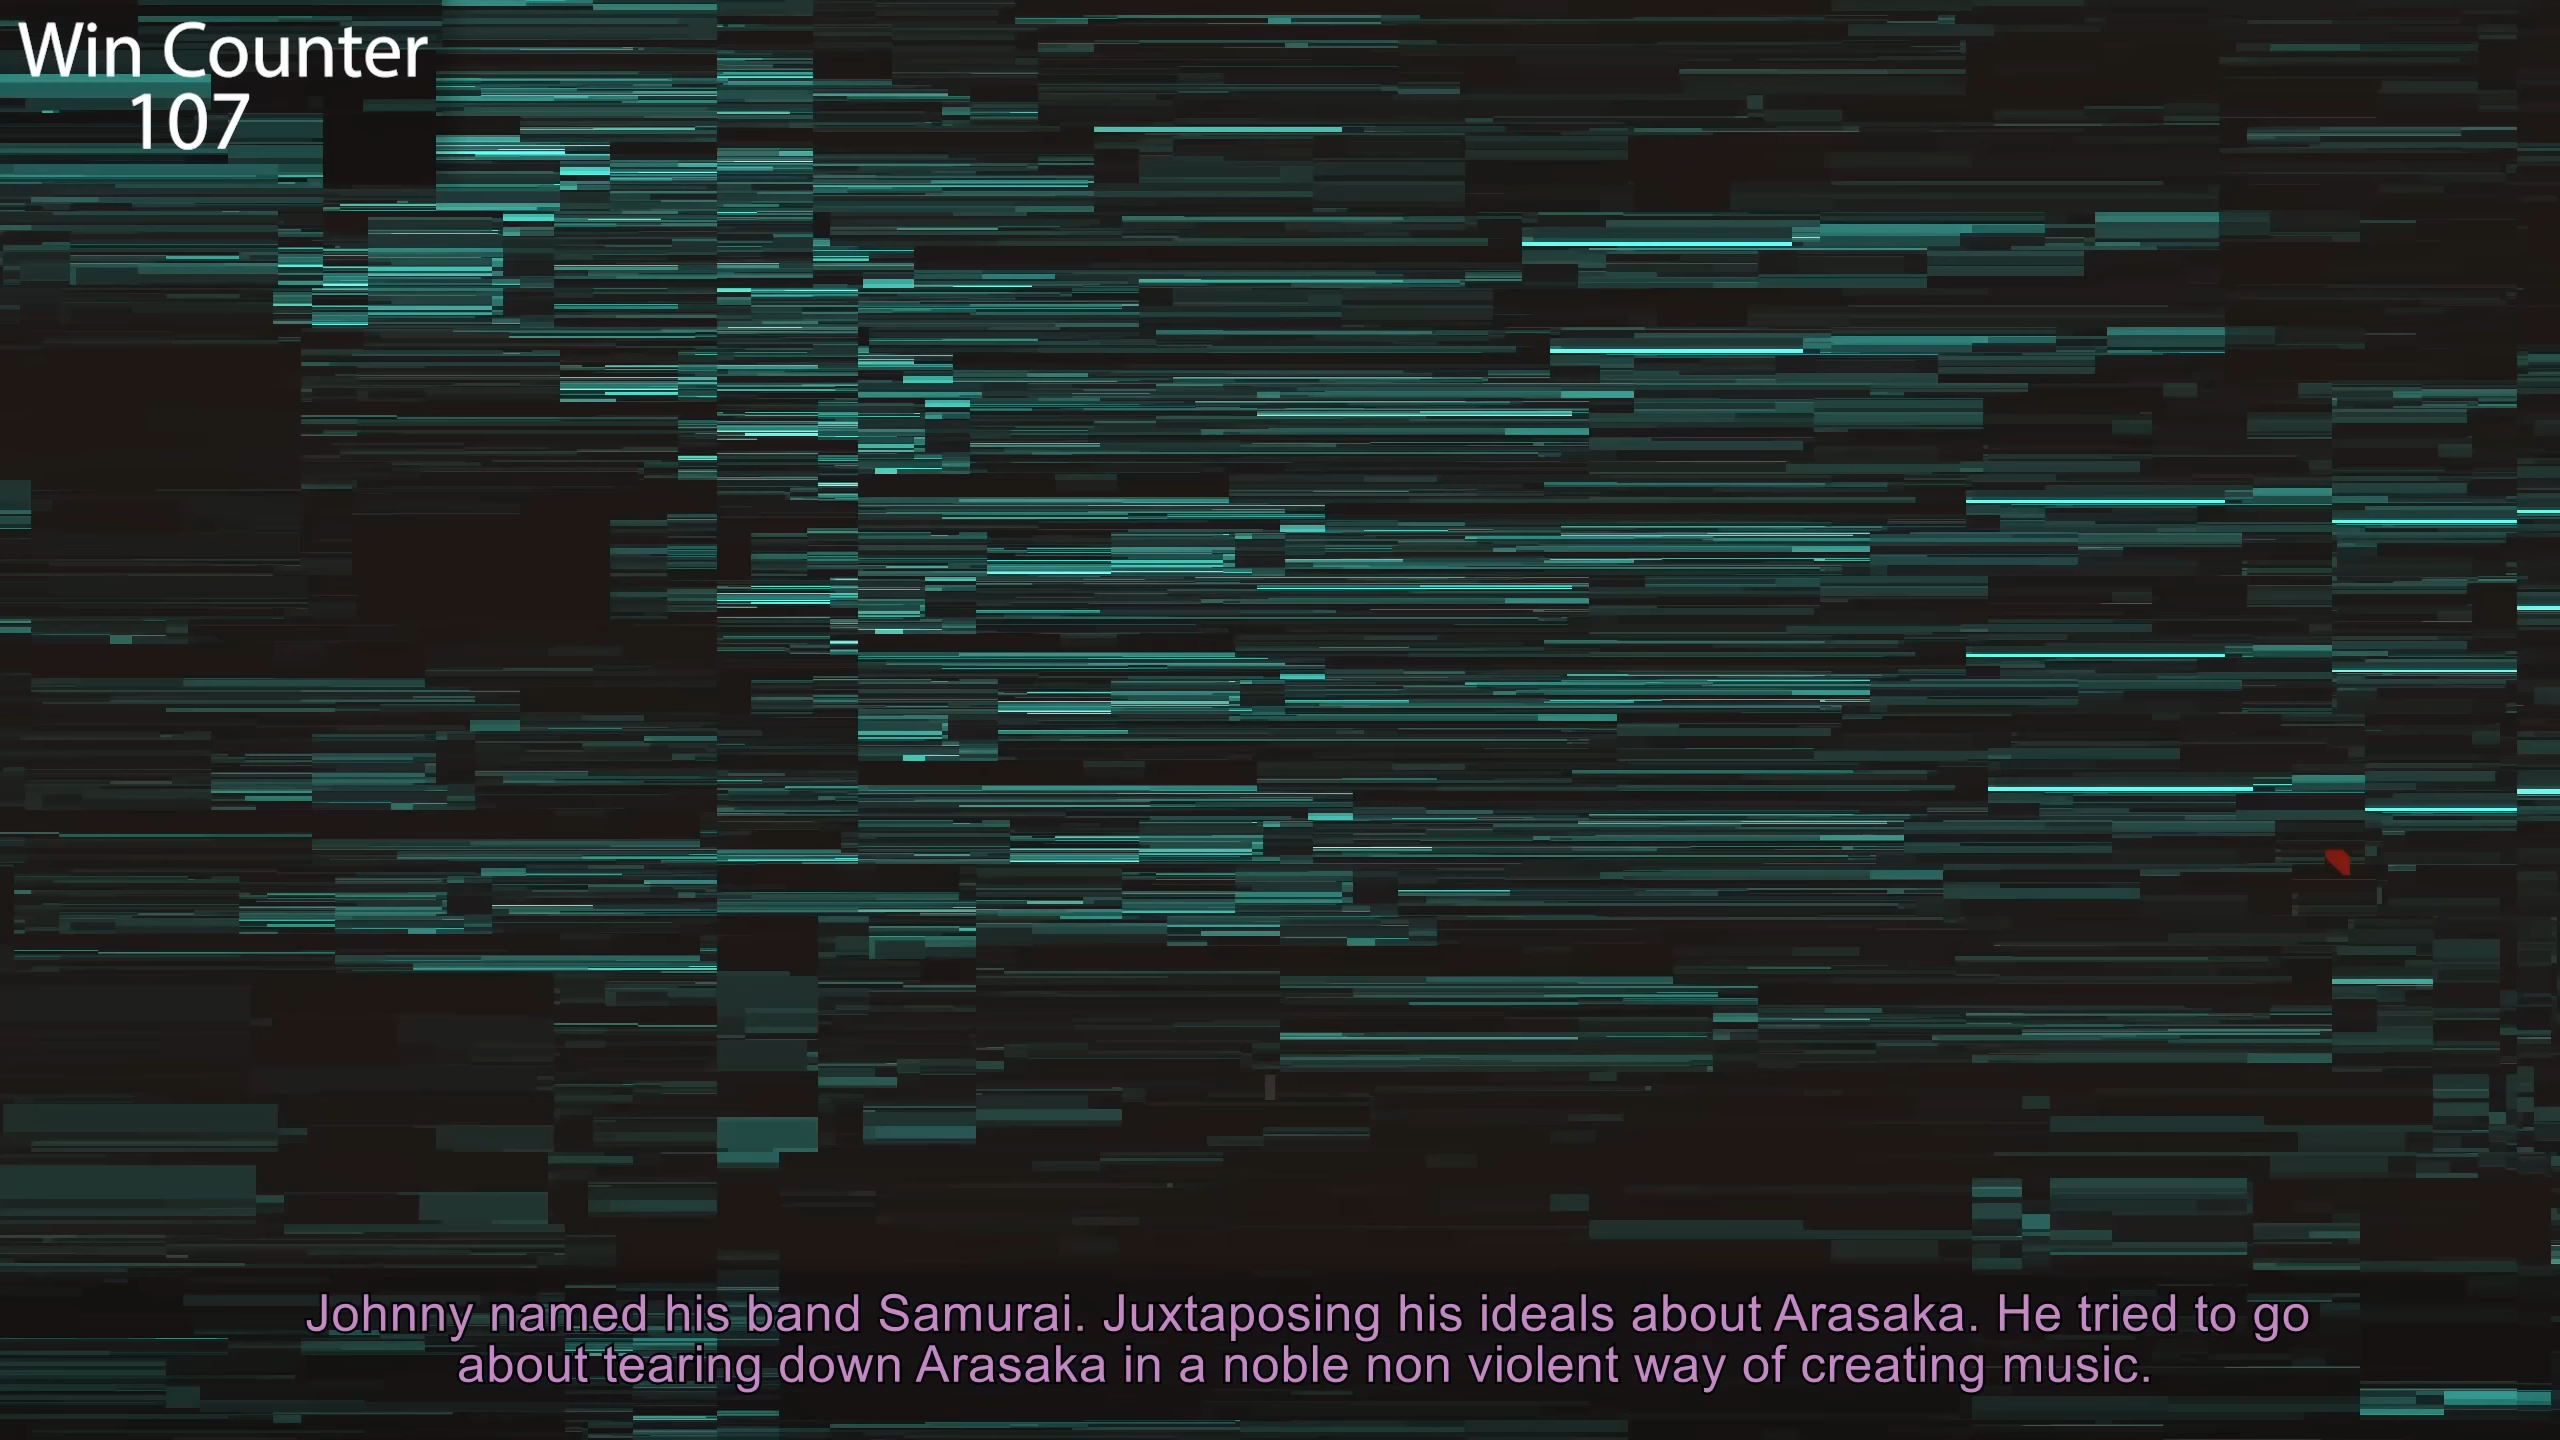 Win Counter
107
Johnny named his band Samurai. Juxtaposing his ideals about Arasaka. He tried to go
about tearing down Arasaka in a noble non violent way of creating music.